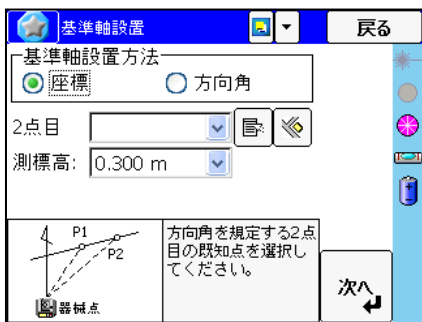 基準軸設置
戻る
基準軸設置方法
座標
方向角
2点目
測標高: 0.300 m
P1
P2
器械点
方向角を規定する2点
目の既知点を選択し
てください。
次へ